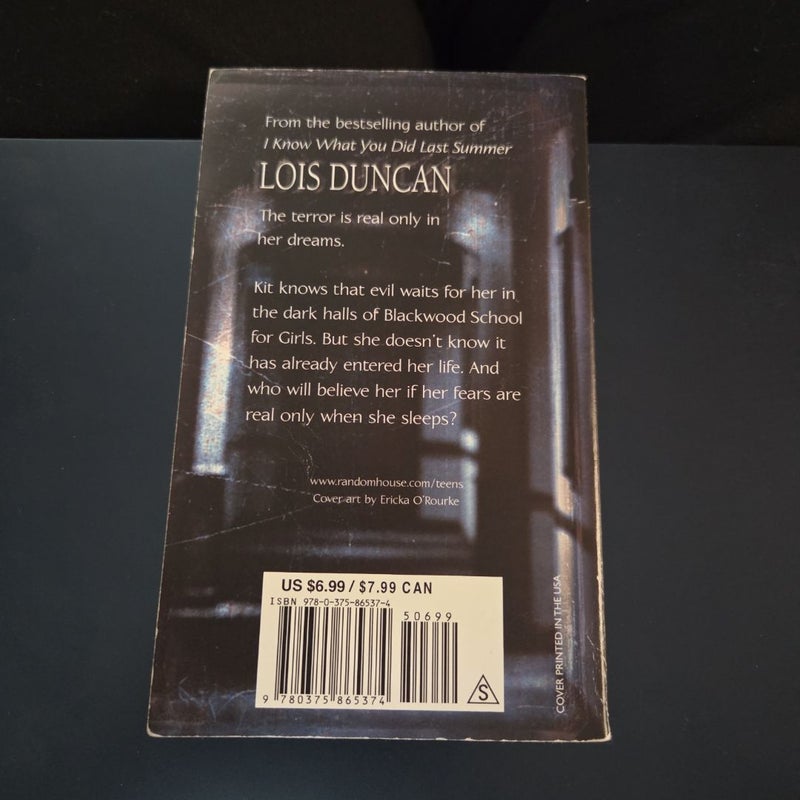 From the bestselling author of
I Know What You Did Last Summer
LOIS DUNCAN
The terror is real only in
her dreams.
Kit knows that evil waits for her in
the dark halls of Blackwood School
for Girls. But she doesn't know it
has already entered her life. And
who will believe her if her fears are
real only when she sleeps?
www.randomhouse.com/teens
Cover art by Ericka O'Rourke
US $6.99 / $7.99 CAN
ISBN 978-0-375-86537-4
50699
9 780375 865374
S
COVER PRINTED IN THE USA